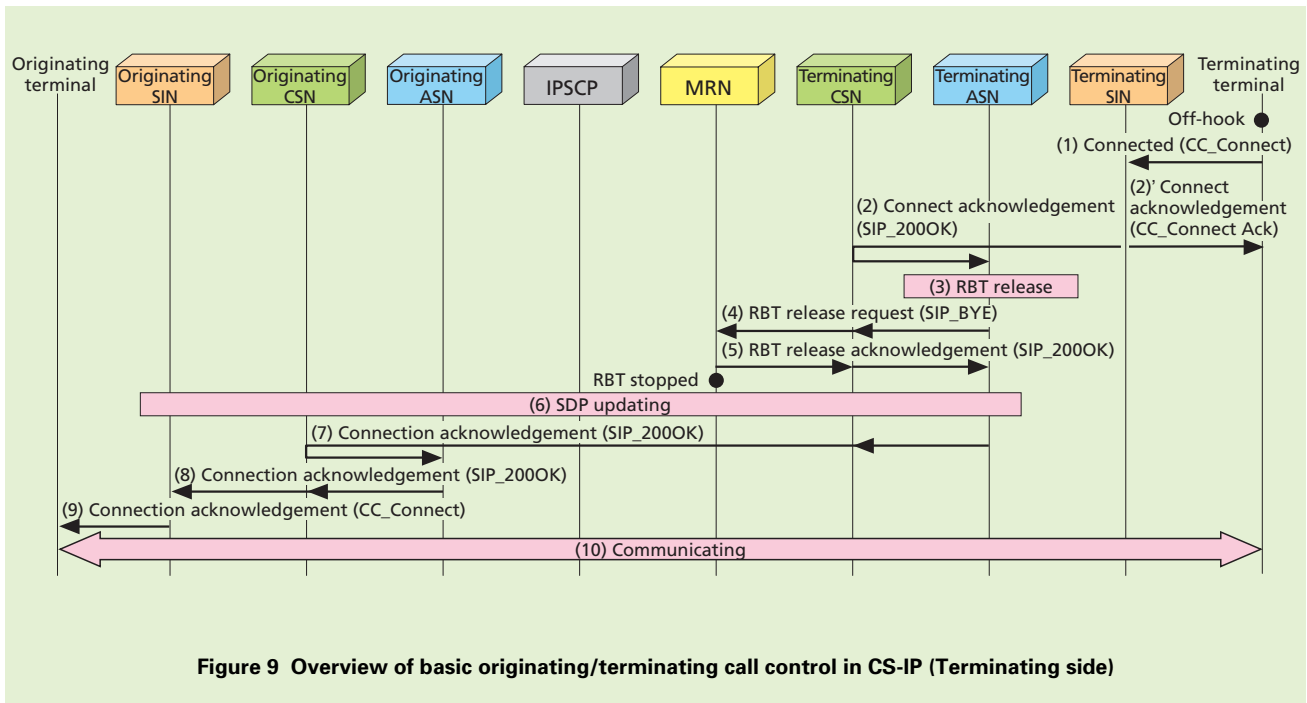 Originating
terminal
Originating
SIN
Originating
CSN
Originating
ASN
IPSCP
MRN
Terminating
CSN
Terminating
ASN
Terminating
SIN
Terminating
terminal
Off-hook
(1) Connected (CC_Connect)
(2) Connect acknowledgement
(SIP_200OK)
(2)' Connect
acknowledgement
(CC_Connect Ack)
(3) RBT release
(4) RBT release request (SIP_BYE)
(5) RBT release acknowledgement (SIP_200OK)
RBT stopped
(6) SDP updating
(7) Connection acknowledgement (SIP_200OK)
(8) Connection acknowledgement (SIP_200OK)
(9) Connection acknowledgement (CC_Connect)
(10) Communicating
Figure 9 Overview of basic originating/terminating call control in CS-IP (Terminating side)